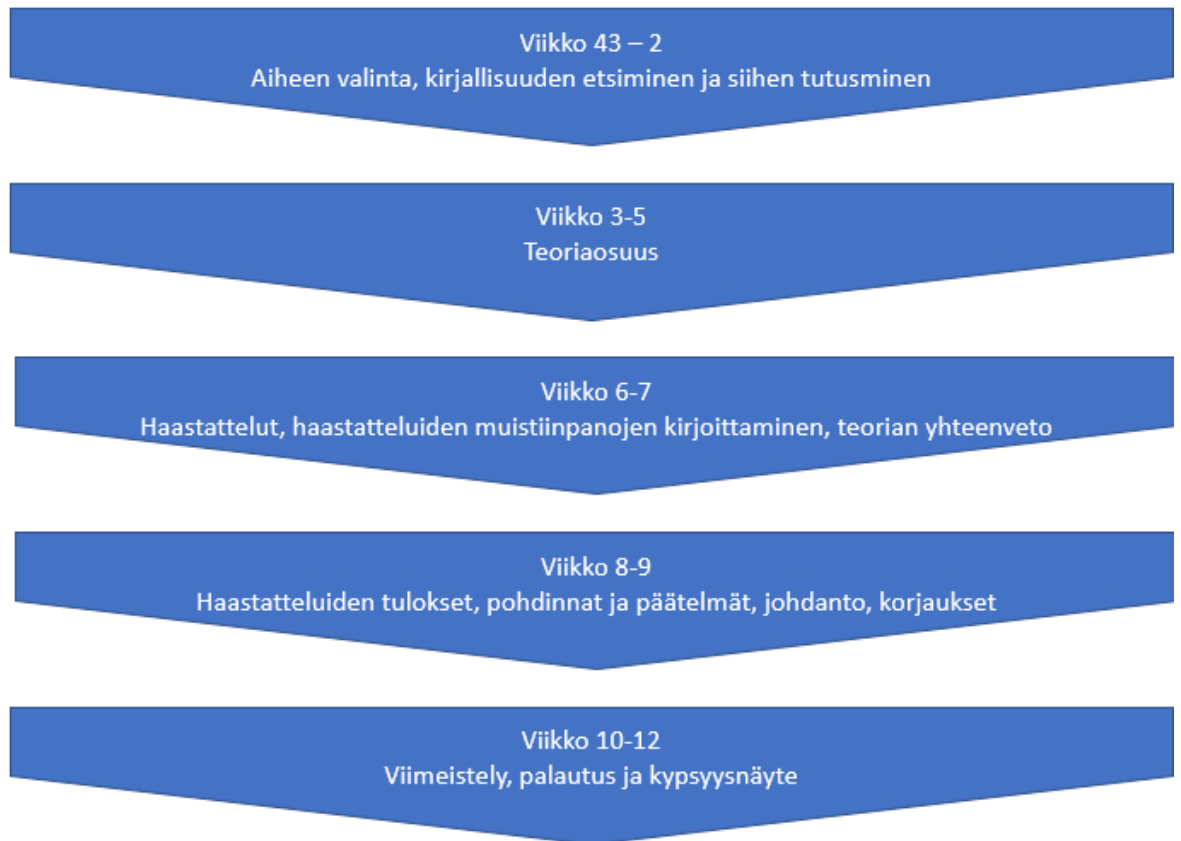 Viikko 43 – 2
Aiheen valinta, kirjallisuuden etsiminen ja siihen tutusminen
Viikko 3-5
Teoriaosuus
Viikko 6-7
Haastattelut, haastatteluiden muistiinpanojen kirjoittaminen, teorian yhteenveto
Viikko 8-9
Haastatteluiden tulokset, pohdinnat ja päätelmät, johdanto, korjaukset
Viikko 10-12
Viimeistely, palautus ja kypsyysnäyte